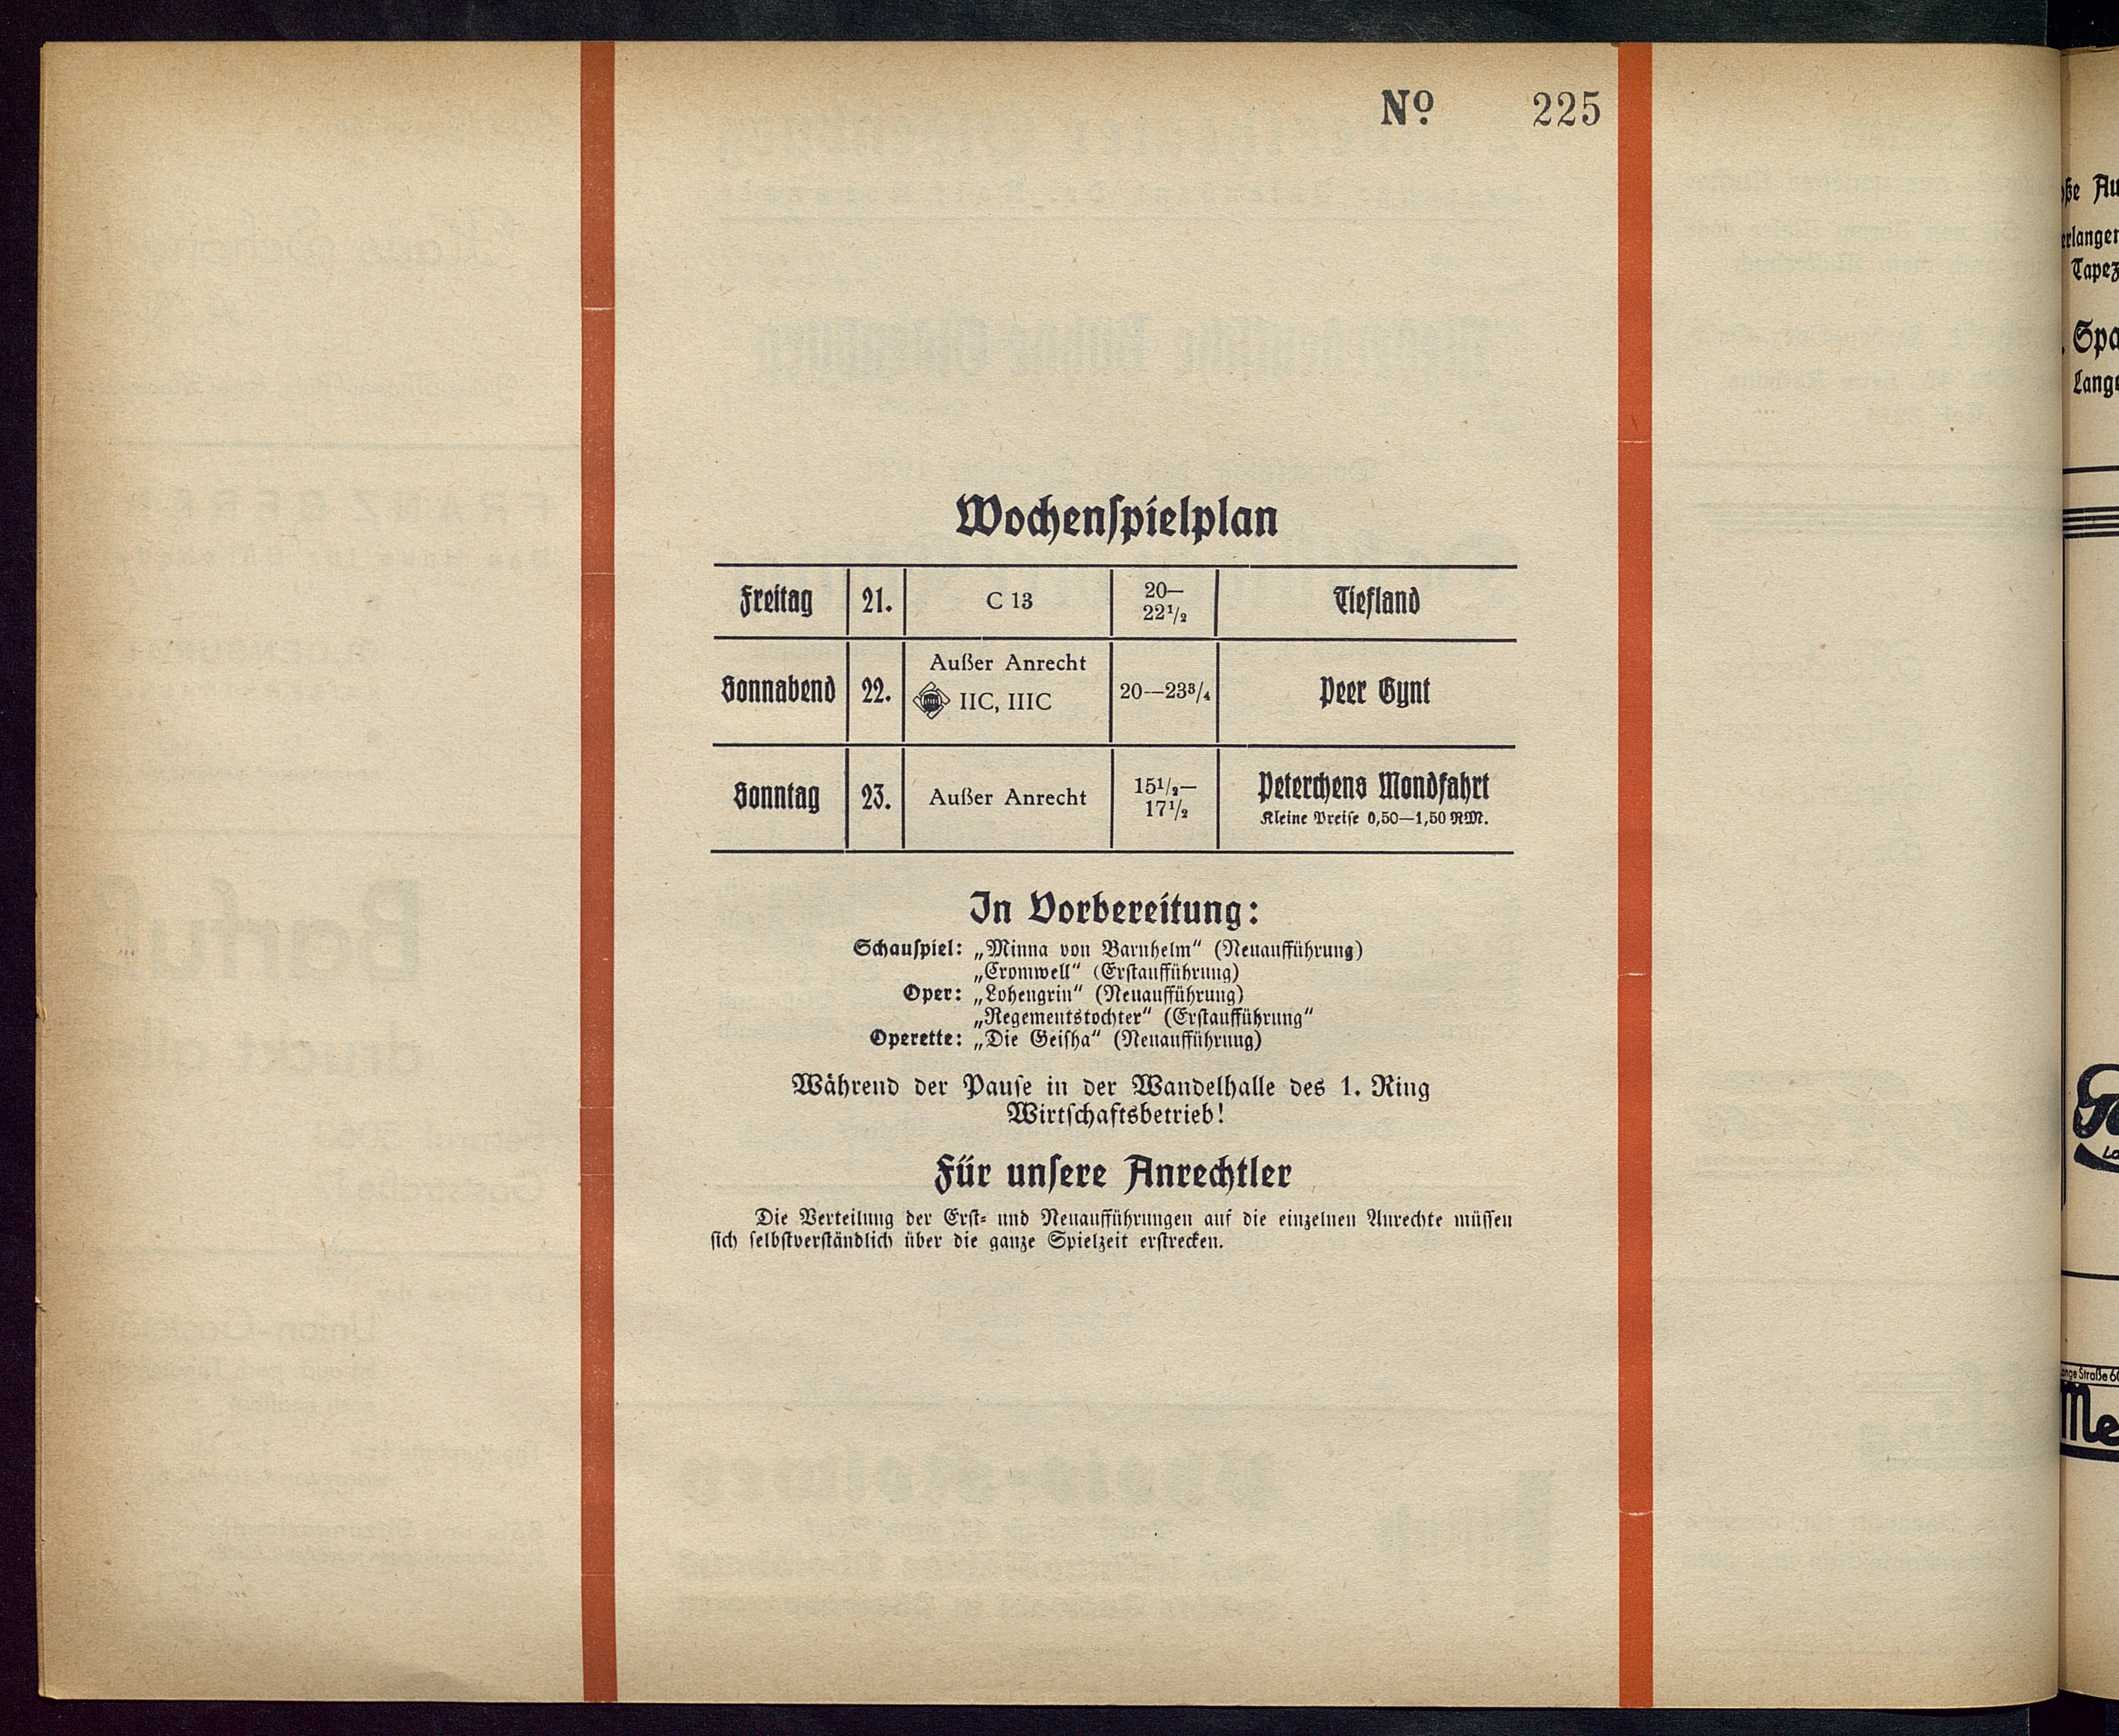 Nº 225
Wochenspielplan
Freitag 21. C 13 20—22½ Tiefland
Sonnabend 22. Außer Anrecht IIC, IIIC 20—23¾ Peer Gynt
Sonntag 23. Außer Anrecht 15½—17½ Peterchens Mondfahrt
Kleine Preise 0,50—1,50 RM.
In Vorbereitung:
Schauspiel: „Minna von Barnhelm“ (Neuaufführung)
„Cromwell“ (Erstaufführung)
Oper: „Lohengrin“ (Neuaufführung)
„Regementstochter“ (Erstaufführung“
Operette: „Die Geisha“ (Neuaufführung)
Während der Pause in der Wandelhalle des 1. Ring
Wirtschaftsbetrieb!
Für unsere Anrechtler
Die Verteilung der Erst- und Neuaufführungen auf die einzelnen Anrechte müssen
sich selbstverständlich über die ganze Spielzeit erstrecken.